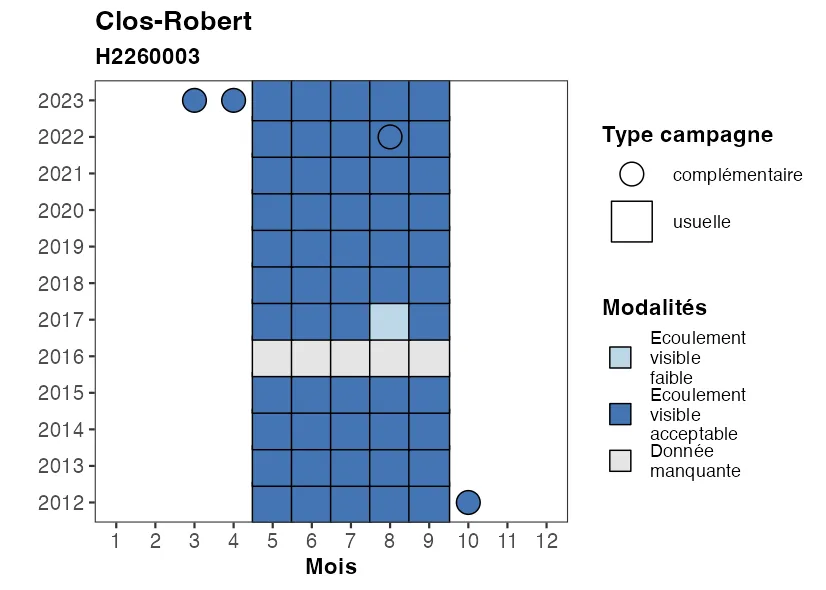 Clos-Robert
H2260003
2023
2022
2021
2020
2019
2018
2017
2016
2015
2014
2013
2012
1 2 3 4 5 6 7 8 9 10 11 12
Mois
Type campagne
complémentaire
usuelle
Modalités
Ecoulement
visible
faible
Ecoulement
visible
acceptable
Donnée
manquante